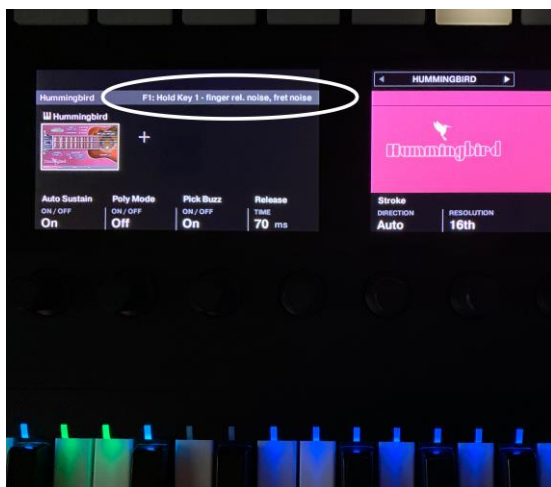 Hummingbird
F1: Hold Key 1 - finger rel. noise, fret noise
Hummingbird
Auto Sustain
ON / OFF
On
Poly Mode
ON / OFF
Off
Pick Buzz
ON / OFF
On
Release
TIME
70 ms
HUMMINGBIRD
Hummingbird
Stroke
DIRECTION
Auto
RESOLUTION
16th